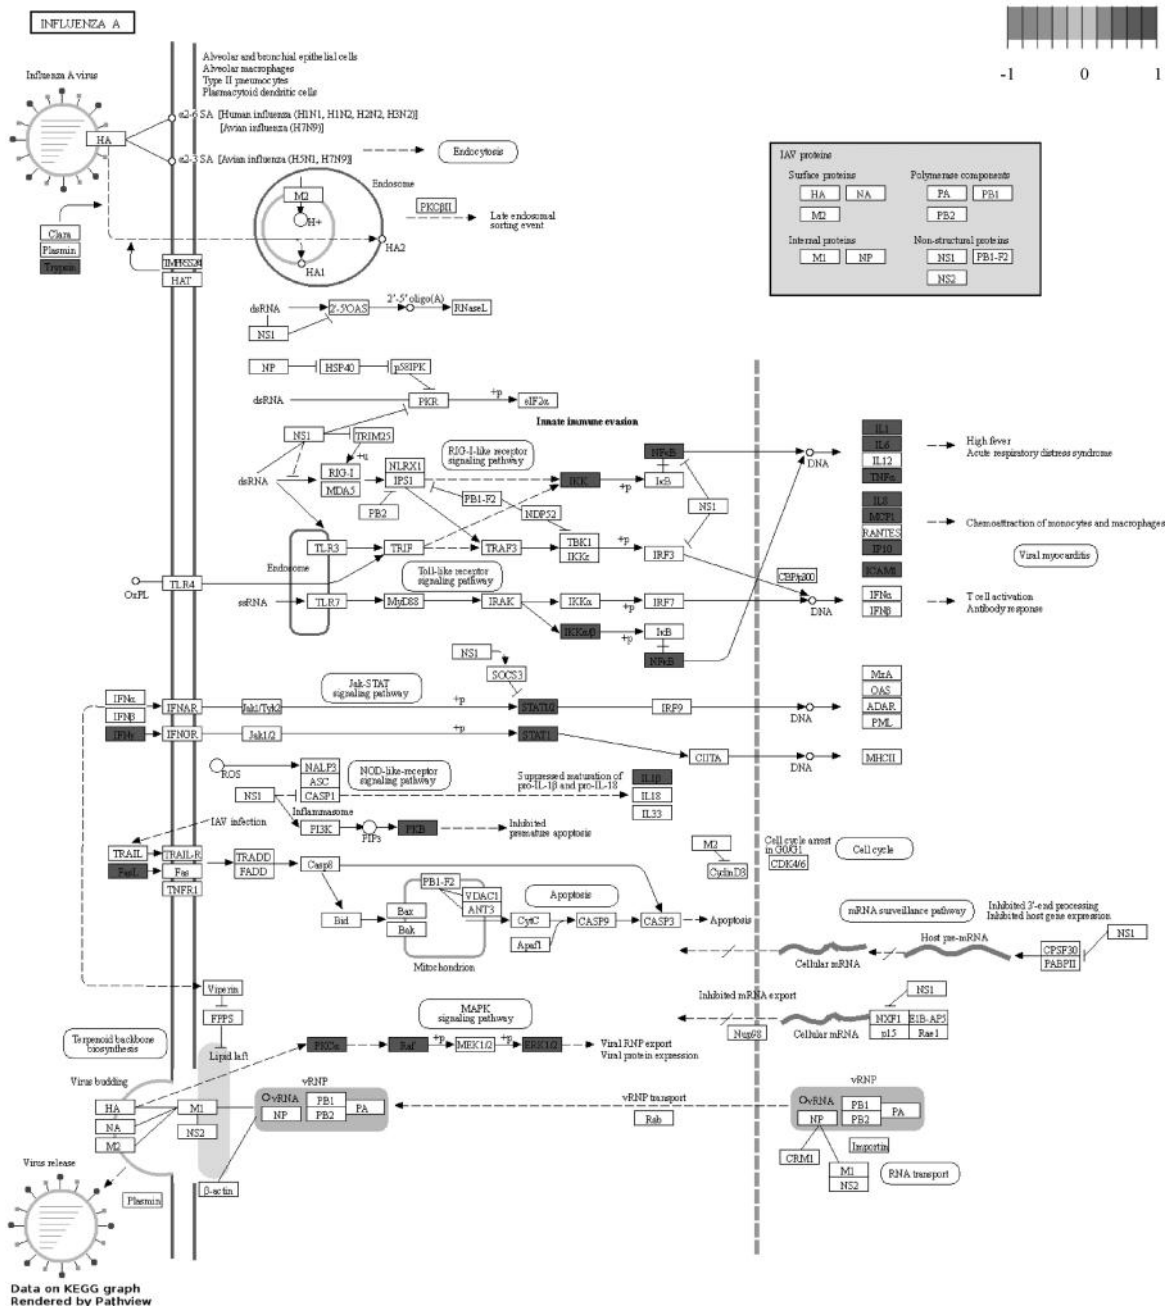 INFLUENZA A
-1 0 1
Influenza A virus
Alveolar and bronchial epithelial cells
Alveolar macrophages
Type II pneumocytes
Plasmacytoid dendritic cells
HA
α2-6 SA [Human influenza (H1N1, H1N2, H2N2, H3N2)]
[Avian influenza (H7N9)]
α2-3 SA [Avian influenza (H5N1, H7N9)]
Endocytosis
Endosome
M2
H+
HA2
HA1
PKCβII
Late endosomal
sorting event
IAV proteins
Surface proteins
HA NA
M2
Polymerase components
PA PB1
PB2
Internal proteins
M1 NP
Non-structural proteins
NS1 PB1-F2
NS2
Clara
Plasmin
Trypsin
TMPRSS2/4
HAT
dsRNA
2'-5'OAS
2'-5' oligo(A)
RNaseL
NS1
NP
HSP40
p58IPK
dsRNA
PKR
+p
eIF2α
Innate immune evasion
NS1
TRIM25
+u
dsRNA
RIG-I
MDA5
NLRX1
IPS1
RIG-I-like receptor
signaling pathway
PB2
PB1-F2
NDP52
IKK
+p
NFκB
IκB
NS1
DNA
IL1
IL6
IL12
TNFα
High fever
Acute respiratory distress syndrome
IL8
MCP1
RANTES
IP10
Chemoattraction of monocytes and macrophages
Viral myocarditis
ICAM1
Endosome
TLR3
TRIF
TRAF3
TBK1
IKKε
+p
IRF3
CBP/p300
Toll-like receptor
signaling pathway
OxPL
TLR4
ssRNA
TLR7
MyD88
IRAK
IKKα
+p
IRF7
DNA
IFNα
IFNβ
T cell activation
Antibody response
IKKα/β
+p
IκB
NFκB
NS1
SOCS3
Jak-STAT
signaling pathway
IFNα
IFNβ
IFNγ
IFNAR
IFNGR
Jak1/Tyk2
Jak1/2
+p
+p
STAT1/2
STAT1
IRF9
DNA
MxA
OAS
ADAR
PML
CIITA
DNA
MHCII
ROS
NALP3
ASC
CASP1
NOD-like-receptor
signaling pathway
Suppressed maturation of
pro-IL-1β and pro-IL-18
IL1β
IL18
IL33
NS1
Inflammasome
PI3K
PIP3
PKB
Inhibited
premature apoptosis
IAV infection
TRAIL
FasL
TRAIL-R
Fas
TNFR1
TRADD
FADD
Casp8
M2
CyclinD3
Cell cycle arrest
in G0/G1
CDK4/6
Cell cycle
Bid
Bax
Bak
PB1-F2
VDAC1
ANT3
Mitochondrion
Apoptosis
CytC
Apaf1
CASP9
CASP3
Apoptosis
mRNA surveillance pathway
Inhibited 3'-end processing
Inhibited host gene expression
Cellular mRNA
Host pre-mRNA
CPSF30
PABPII
NS1
Viperin
FPPS
Lipid laft
Terpenoid backbone
biosynthesis
MAPK
signaling pathway
Inhibited mRNA export
Nup98
Cellular mRNA
NS1
NXF1 E1B-AP5
p15 Rae1
PKCα
Raf
+p
MEK1/2
+p
ERK1/2
Viral RNP export
Viral protein expression
Virus budding
HA
NA
M2
M1
NS2
vRNP
vRNA
NP
PB1
PB2
PA
vRNP transport
Rab
vRNP
vRNA
NP
PB1
PB2
PA
CRM1
Importin
M1
NS2
RNA transport
β-actin
Virus release
Plasmin
Data on KEGG graph
Rendered by Pathview